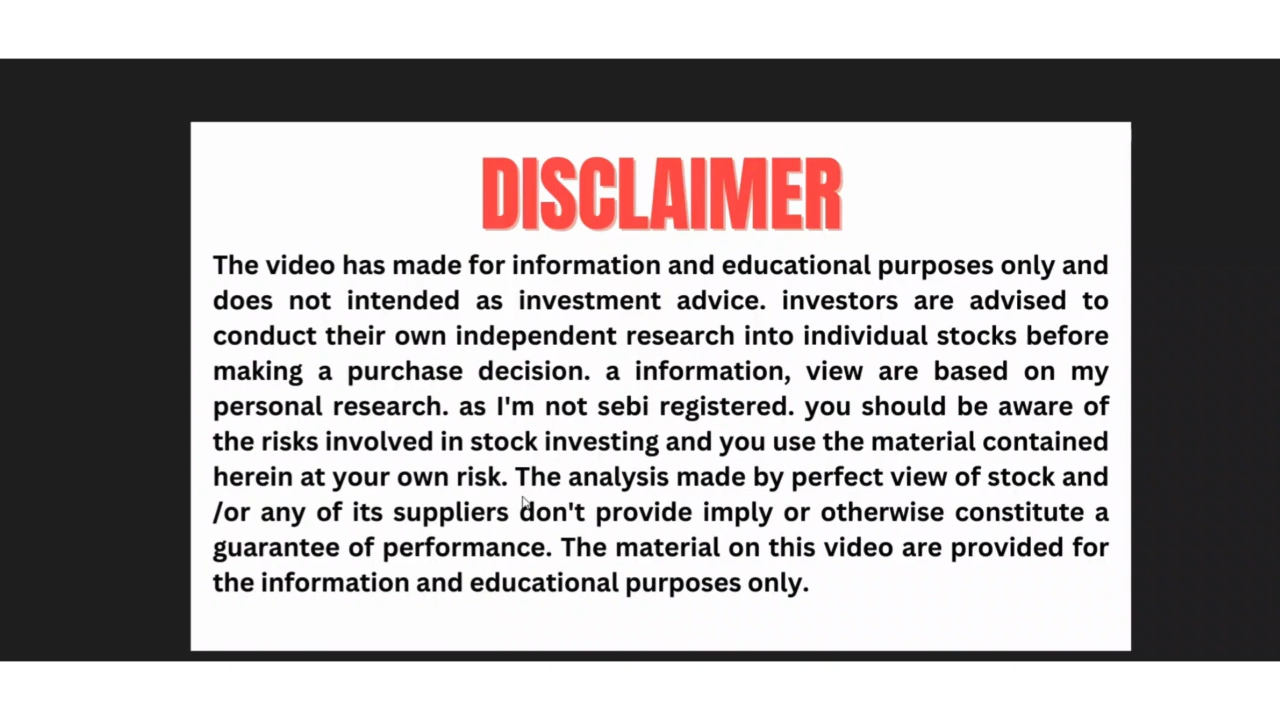 DISCLAIMER
The video has made for information and educational purposes only and
does not intended as investment advice. investors are advised to
conduct their own independent research into individual stocks before
making a purchase decision. a information, view are based on my
personal research. as I'm not sebi registered. you should be aware of
the risks involved in stock investing and you use the material contained
herein at your own risk. The analysis made by perfect view of stock and
/or any of its suppliers don't provide imply or otherwise constitute a
guarantee of performance. The material on this video are provided for
the information and educational purposes only.